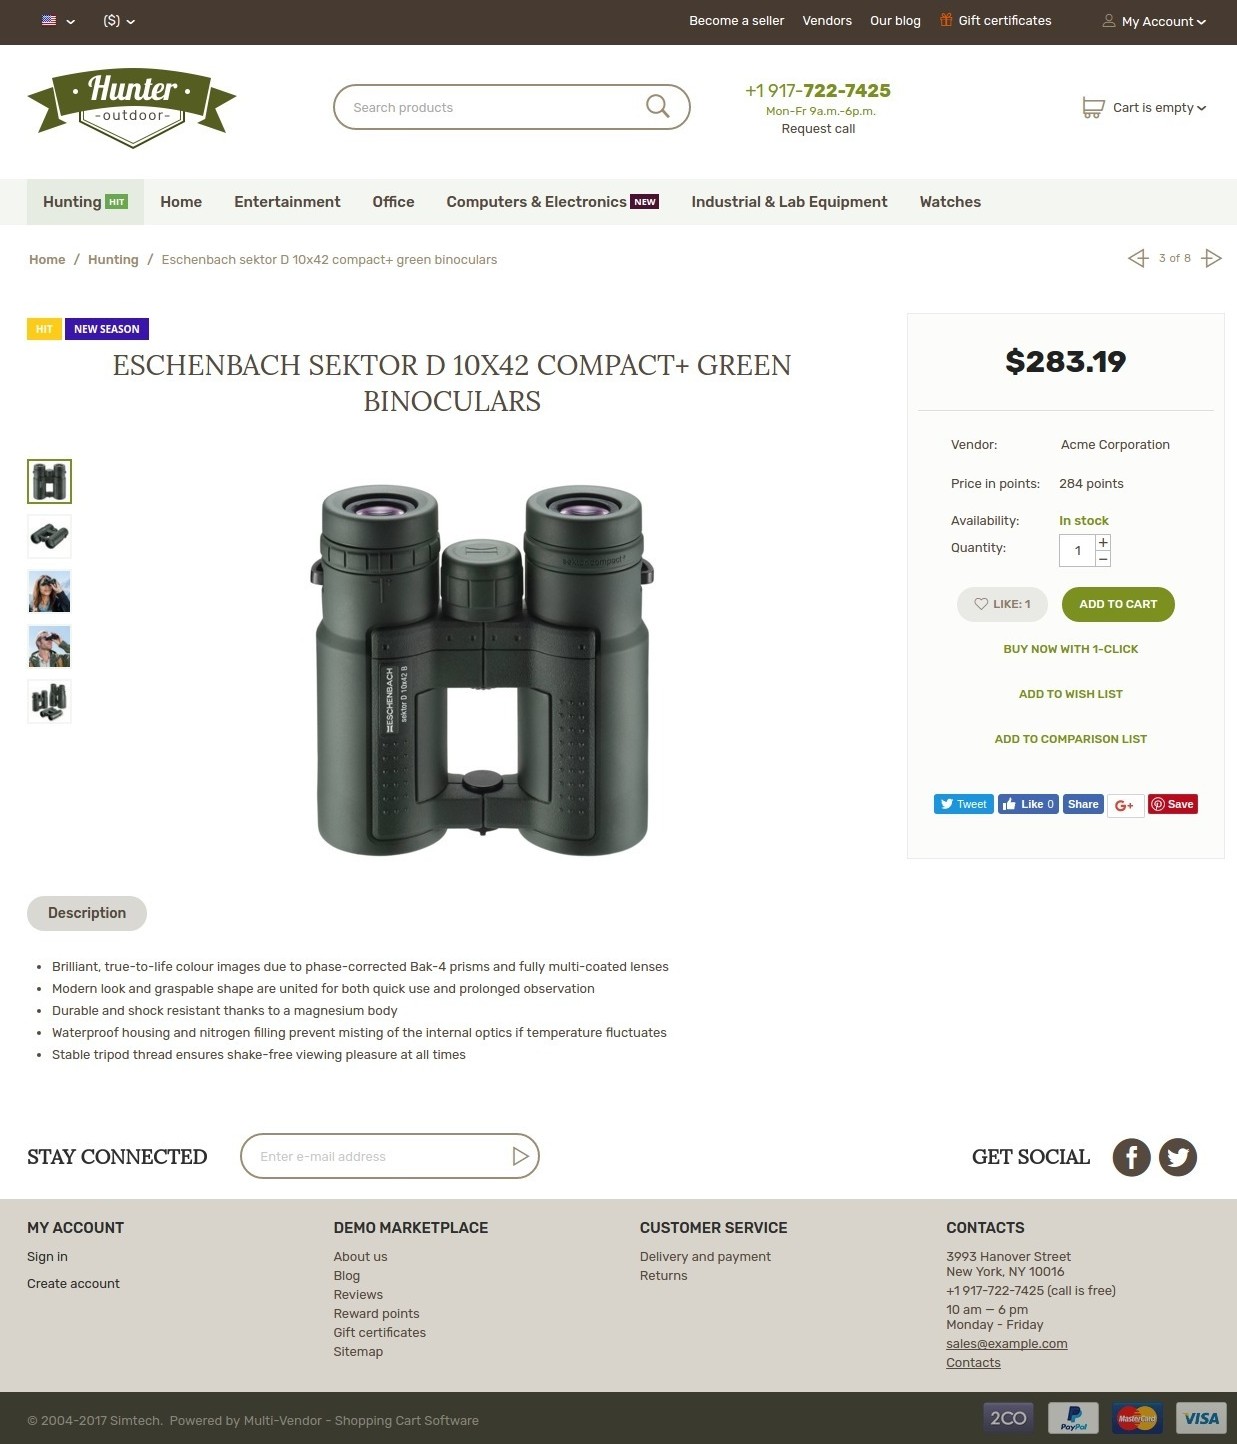 ($)
Become a seller
Vendors
Our blog
Gift certificates
My Account
Hunter
-outdoor-
Search products
+1 917-722-7425
Mon-Fr 9a.m.-6p.m.
Request call
Cart is empty
Hunting HIT
Home
Entertainment
Office
Computers & Electronics NEW
Industrial & Lab Equipment
Watches
Home / Hunting / Eschenbach sektor D 10x42 compact+ green binoculars
3 of 8
HIT
NEW SEASON
ESCHENBACH SEKTOR D 10X42 COMPACT+ GREEN
BINOCULARS
ESCHENBACH
sektor D 10x42 B
$283.19
Vendor: Acme Corporation
Price in points: 284 points
Availability: In stock
Quantity: 1 + −
LIKE: 1
ADD TO CART
BUY NOW WITH 1-CLICK
ADD TO WISH LIST
ADD TO COMPARISON LIST
Tweet
Like 0
Share
G+
Save
Description
• Brilliant, true-to-life colour images due to phase-corrected Bak-4 prisms and fully multi-coated lenses
• Modern look and graspable shape are united for both quick use and prolonged observation
• Durable and shock resistant thanks to a magnesium body
• Waterproof housing and nitrogen filling prevent misting of the internal optics if temperature fluctuates
• Stable tripod thread ensures shake-free viewing pleasure at all times
STAY CONNECTED
Enter e-mail address
GET SOCIAL
MY ACCOUNT
Sign in
Create account
DEMO MARKETPLACE
About us
Blog
Reviews
Reward points
Gift certificates
Sitemap
CUSTOMER SERVICE
Delivery and payment
Returns
CONTACTS
3993 Hanover Street
New York, NY 10016
+1 917-722-7425 (call is free)
10 am — 6 pm
Monday - Friday
sales@example.com
Contacts
© 2004-2017 Simtech. Powered by Multi-Vendor - Shopping Cart Software
2CO
PayPal
MasterCard
VISA